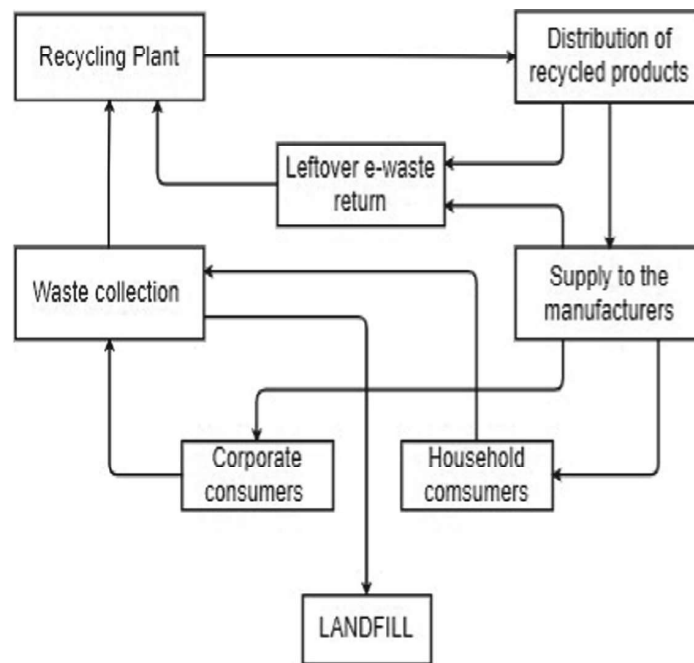 Recycling Plant
Distribution of
recycled products
Leftover e-waste
return
Waste collection
Supply to the
manufacturers
Corporate
consumers
Household
comsumers
LANDFILL